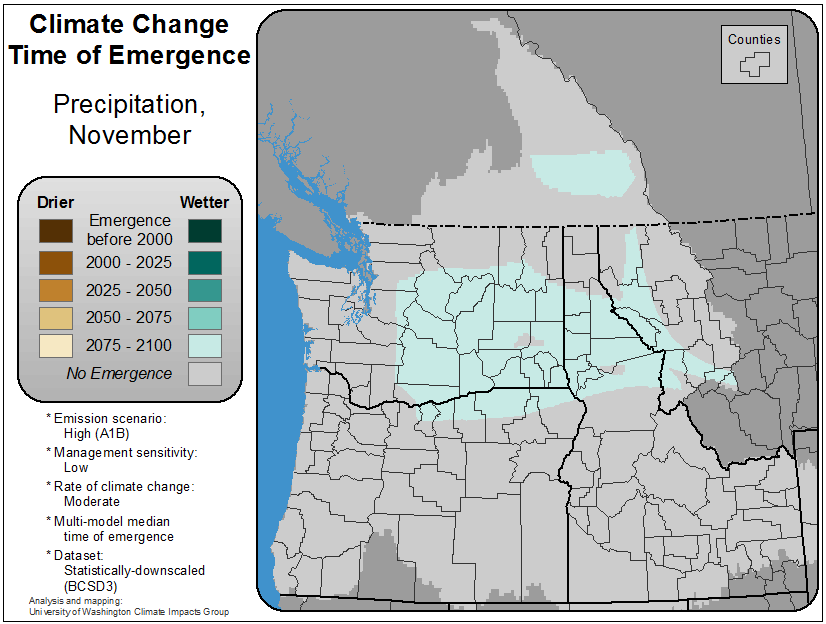 Climate Change
Time of Emergence
Precipitation,
November
Drier
Wetter
Emergence
before 2000
2000 - 2025
2025 - 2050
2050 - 2075
2075 - 2100
No Emergence
* Emission scenario:
High (A1B)
* Management sensitivity:
Low
* Rate of climate change:
Moderate
* Multi-model median
time of emergence
* Dataset:
Statistically-downscaled
(BCSD3)
Analysis and mapping:
University of Washington Climate Impacts Group
Counties